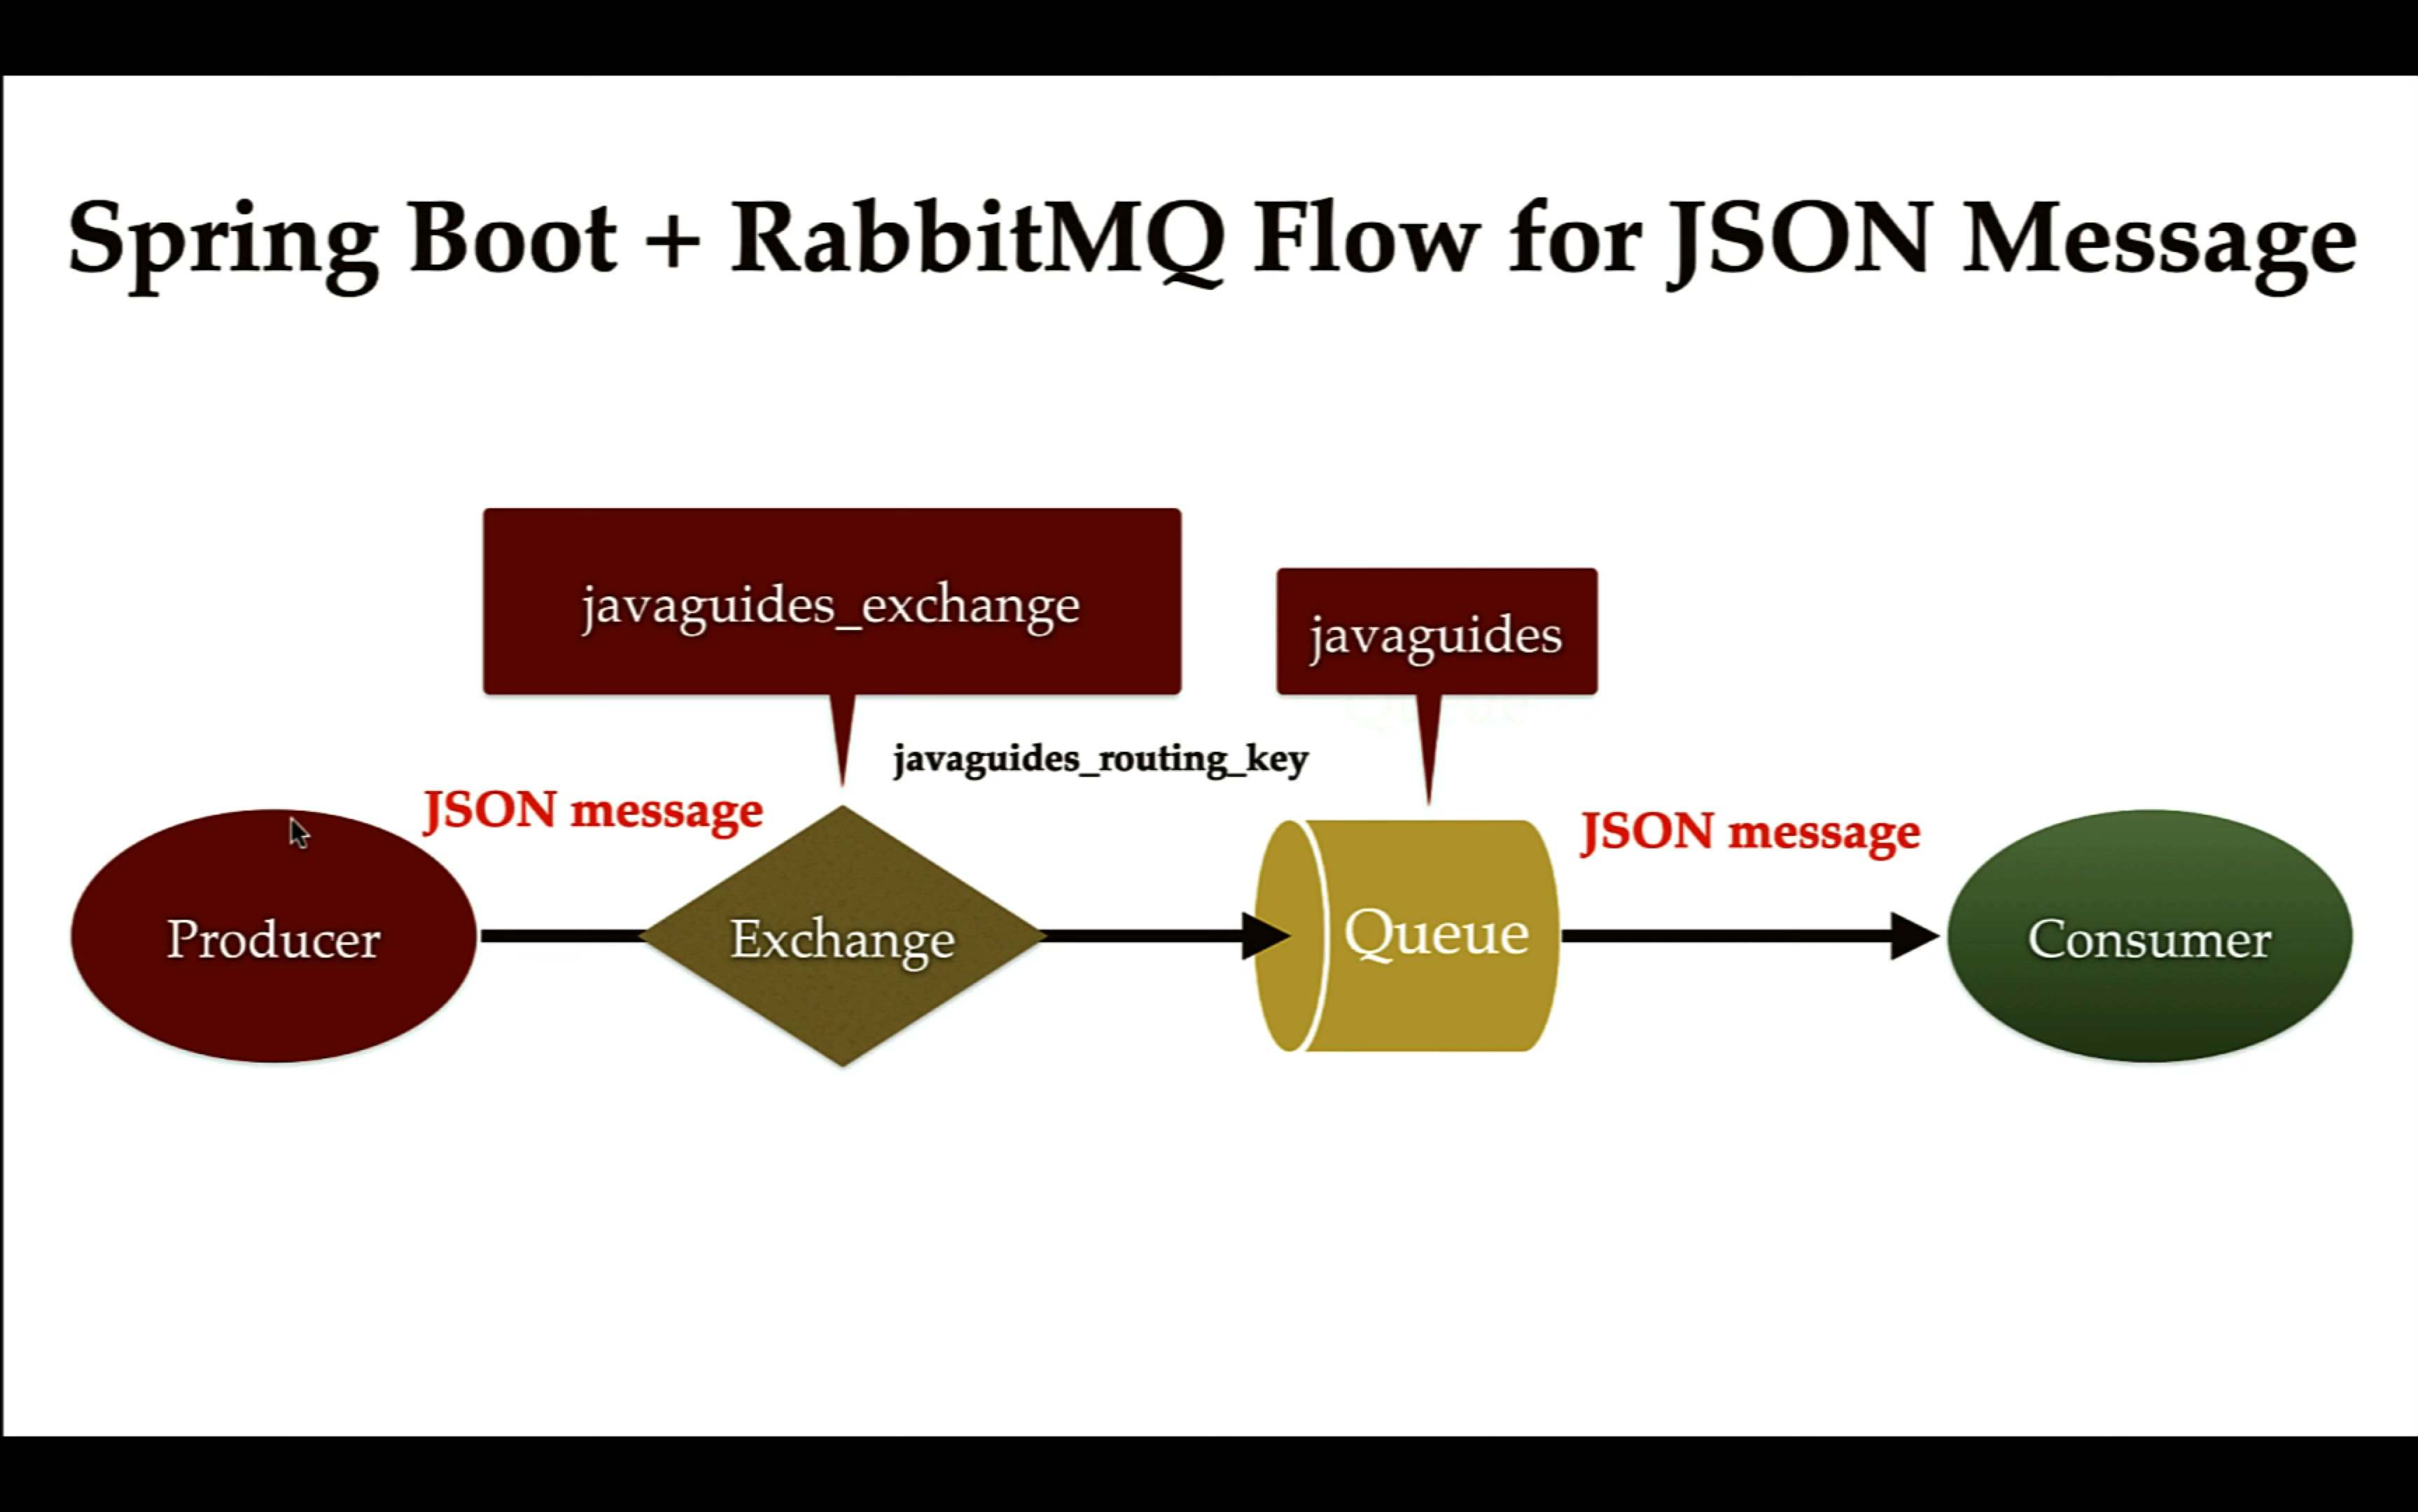 Spring Boot + RabbitMQ Flow for JSON Message
javaguides_exchange
javaguides
javaguides_routing_key
JSON message
JSON message
Producer
Exchange
Queue
Consumer